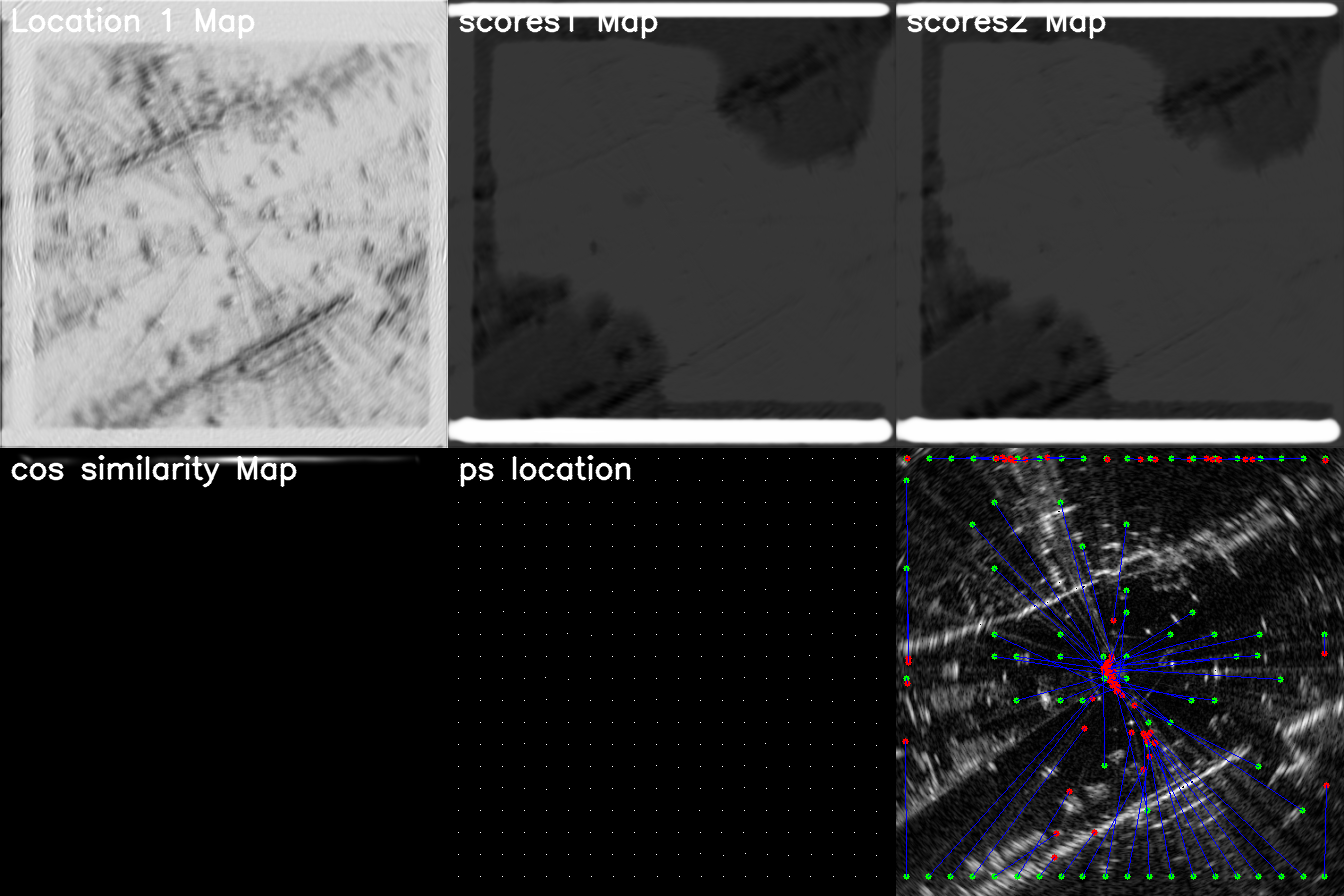 Location 1 Map
scores1 Map
scores2 Map
cos similarity Map
ps location